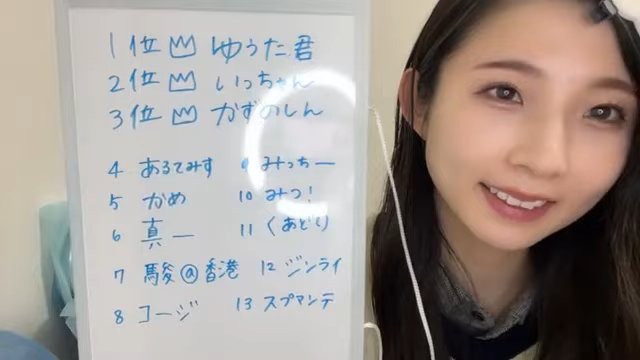 1位 ゆうた君
2位 いっちゃん
3位 かずのしん
4 あるてみす
5 かめ
6 真一
7 駿@香港
8 コージ
9 みっちー
10 みつ!
11 くあどり
12 ジンライ
13 スプマンテ